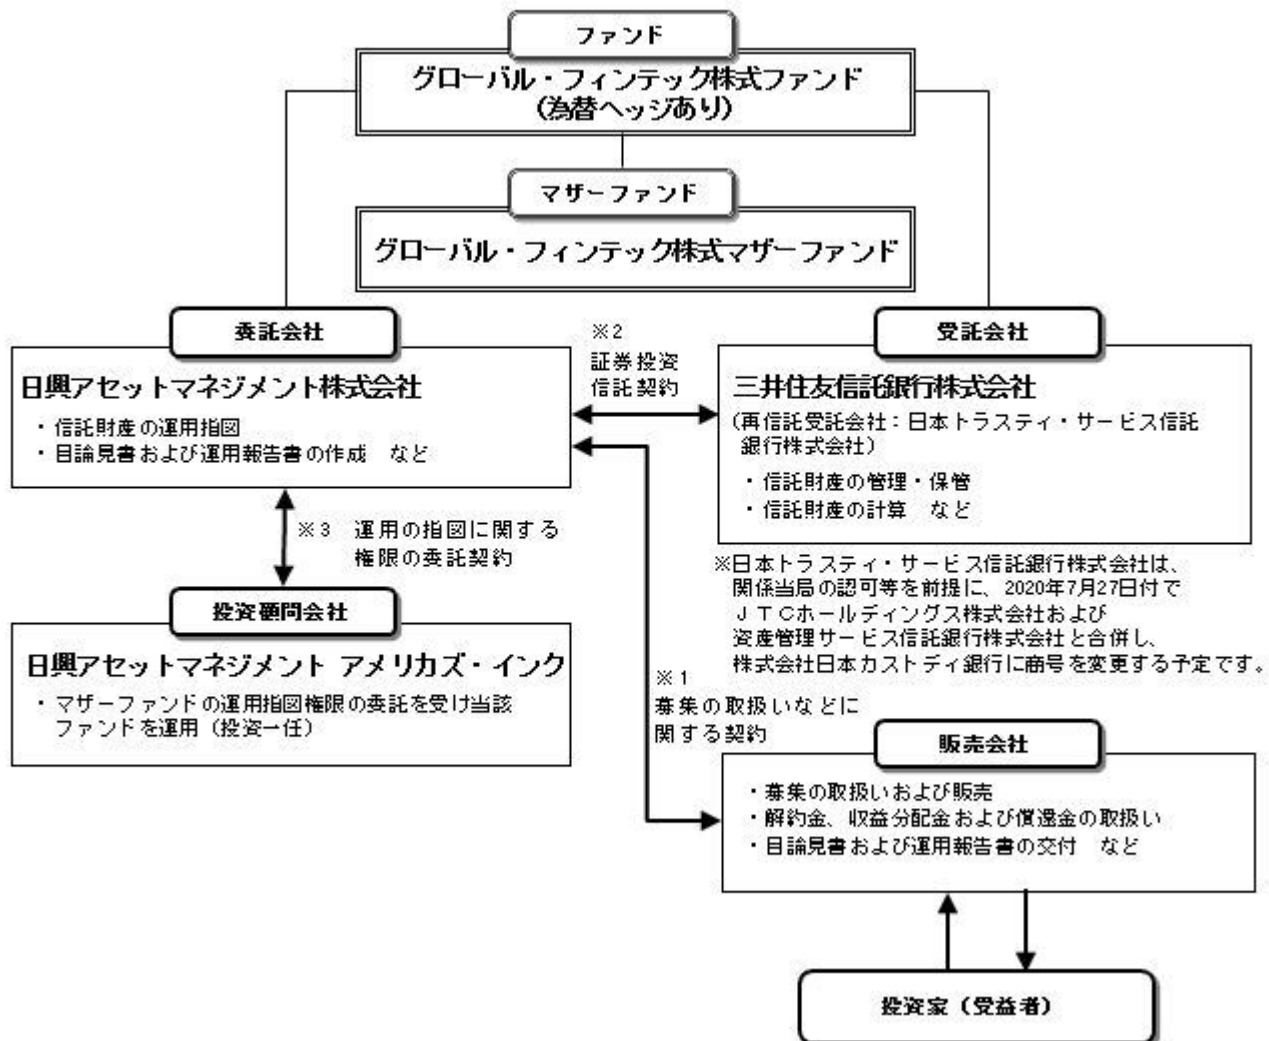 ファンド
グローバル・フィンテック株式ファンド
(為替ヘッジあり)
マザーファンド
グローバル・フィンテック株式マザーファンド
委託会社
日興アセットマネジメント株式会社
・信託財産の運用指図
・目論見書および運用報告書の作成　など
※2
証券投資
信託契約
受託会社
三井住友信託銀行株式会社
(再信託受託会社：日本トラスティ・サービス信託
銀行株式会社)
・信託財産の管理・保管
・信託財産の計算　など
※日本トラスティ・サービス信託銀行株式会社は、
関係当局の認可等を前提に、2020年7月27日付で
ＪＴＣホールディングス株式会社および
資産管理サービス信託銀行株式会社と合併し、
株式会社日本カストディ銀行に商号を変更する予定です。
※3　運用の指図に関する
権限の委託契約
投資顧問会社
日興アセットマネジメント アメリカズ・インク
・マザーファンドの運用指図権限の委託を受け当該
ファンドを運用（投資一任）
※1
募集の取扱いなどに
関する契約
販売会社
・募集の取扱いおよび販売
・解約金、収益分配金および償還金の取扱い
・目論見書および運用報告書の交付　など
投資家（受益者）